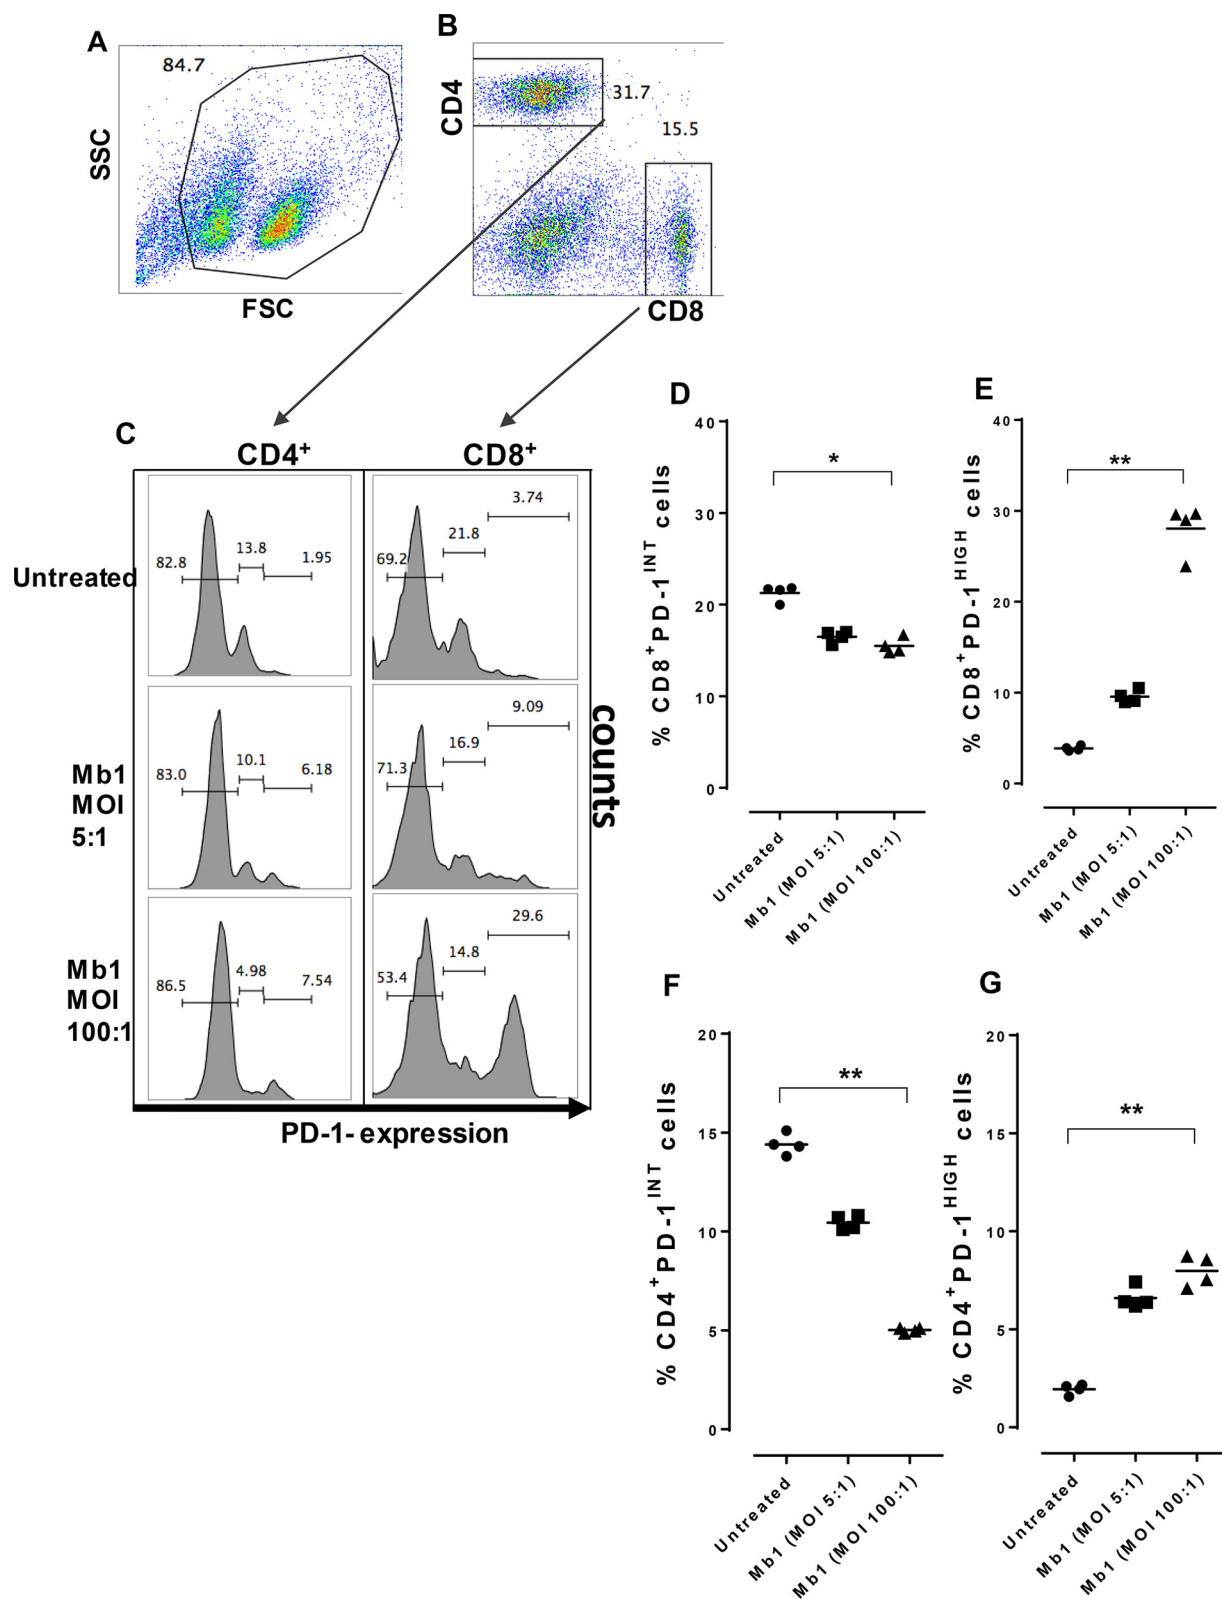 A
84.7
SSC
FSC
B
CD4
31.7
15.5
CD8
C
CD4⁺
CD8⁺
Untreated
82.8
13.8
1.95
69.2
21.8
3.74
Mb1
MOI
5:1
83.0
10.1
6.18
71.3
16.9
9.09
Mb1
MOI
100:1
86.5
4.98
7.54
53.4
14.8
29.6
counts
PD-1- expression
D
% CD8⁺PD-1ᴵᴺᵀ cells
40
30
20
10
0
*
Untreated
Mb1 (MOI 5:1)
Mb1 (MOI 100:1)
E
% CD8⁺PD-1ᴴᴵᴳᴴ cells
40
30
20
10
0
**
Untreated
Mb1 (MOI 5:1)
Mb1 (MOI 100:1)
F
% CD4⁺PD-1ᴵᴺᵀ cells
20
15
10
5
0
**
Untreated
Mb1 (MOI 5:1)
Mb1 (MOI 100:1)
G
% CD4⁺PD-1ᴴᴵᴳᴴ cells
20
15
10
5
0
**
Untreated
Mb1 (MOI 5:1)
Mb1 (MOI 100:1)